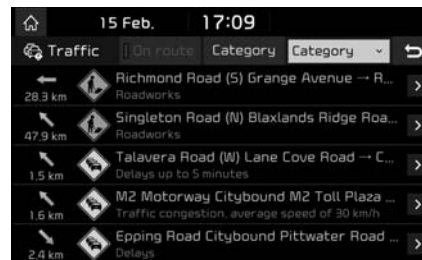 15 Feb. 17:09
Traffic On route Category Category
Richmond Road (S) Grange Avenue → R...
28.3 km Roadworks
Singleton Road (N) Blaxlands Ridge Roa...
47.9 km Roadworks
Talavera Road (W) Lane Cove Road → C...
1.5 km Delays up to 5 minutes
M2 Motorway Citybound M2 Toll Plaza ...
1.6 km Traffic congestion, average speed of 30 km/h
Epping Road Citybound Pittwater Road ...
2.4 km Delays